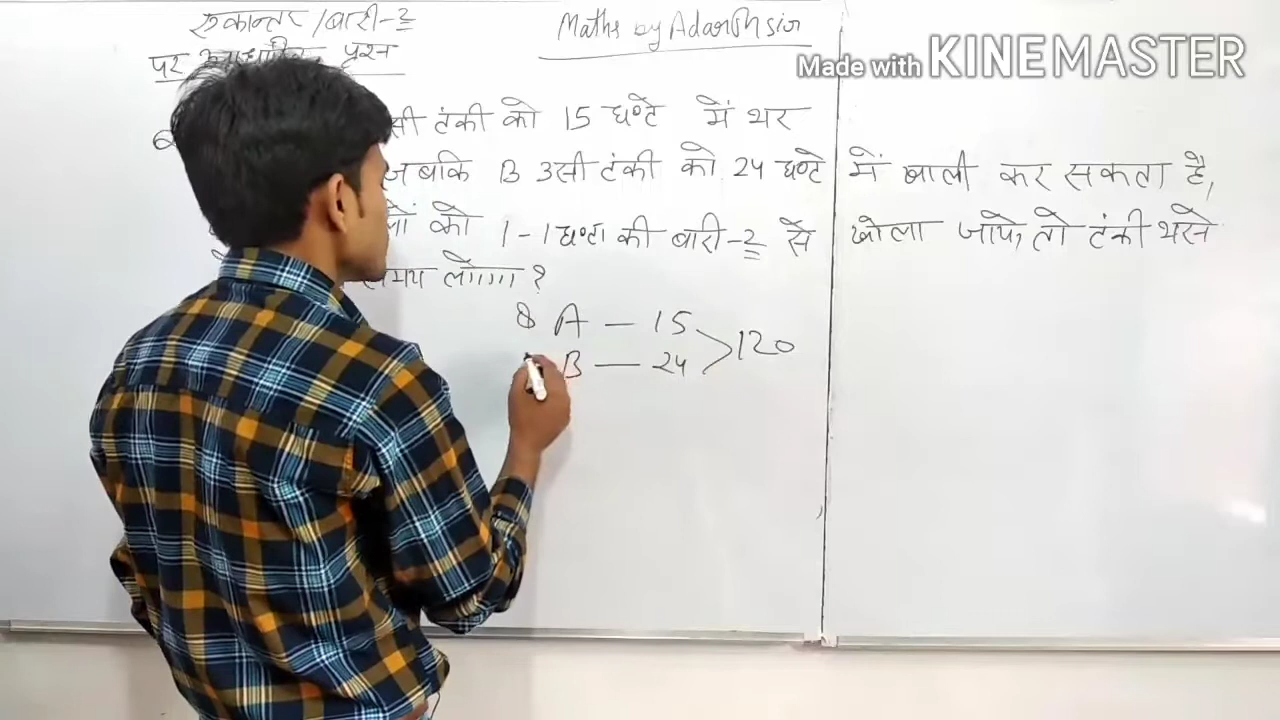 एकान्तर /बारी-2
Maths by Adarsh sir
पर आधारित प्रश्न
Made with KINEMASTER
सी टंकी को 15 घण्टे में भर
जबकि B उसी टंकी को 24 घण्टे में खाली कर सकता है,
को 1-1 घण्टा की बारी-2 से खोला जाये, तो टंकी भरने
समय लगेगा ?
8 A — 15
120
B — 24